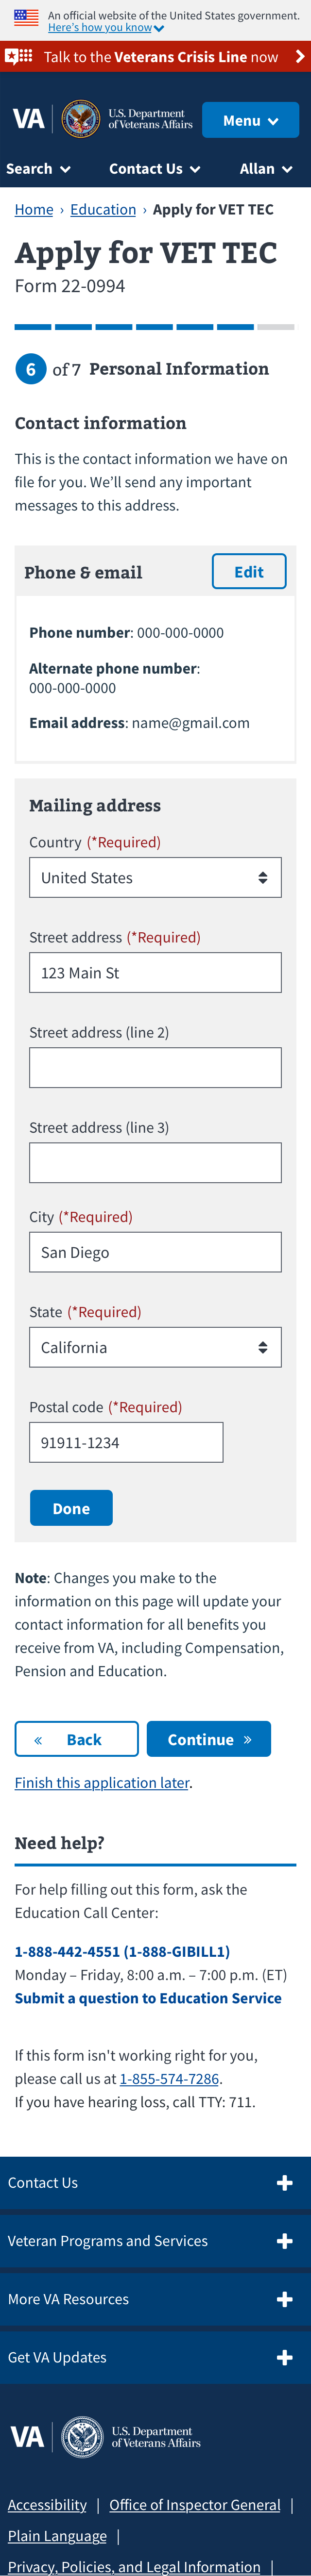 An official website of the United States government.
Here's how you know
Talk to the Veterans Crisis Line now
VA
U.S. Department
of Veterans Affairs
Menu
Search
Contact Us
Allan
Home › Education › Apply for VET TEC
Apply for VET TEC
Form 22-0994
6 of 7 Personal Information
Contact information
This is the contact information we have on
file for you. We'll send any important
messages to this address.
Phone & email
Edit
Phone number: 000-000-0000
Alternate phone number:
000-000-0000
Email address: name@gmail.com
Mailing address
Country (*Required)
United States
Street address (*Required)
123 Main St
Street address (line 2)
Street address (line 3)
City (*Required)
San Diego
State (*Required)
California
Postal code (*Required)
91911-1234
Done
Note: Changes you make to the
information on this page will update your
contact information for all benefits you
receive from VA, including Compensation,
Pension and Education.
« Back
Continue »
Finish this application later.
Need help?
For help filling out this form, ask the
Education Call Center:
1-888-442-4551 (1-888-GIBILL1)
Monday – Friday, 8:00 a.m. – 7:00 p.m. (ET)
Submit a question to Education Service
If this form isn't working right for you,
please call us at 1-855-574-7286.
If you have hearing loss, call TTY: 711.
Contact Us
Veteran Programs and Services
More VA Resources
Get VA Updates
VA
U.S. Department
of Veterans Affairs
Accessibility | Office of Inspector General |
Plain Language |
Privacy, Policies, and Legal Information |